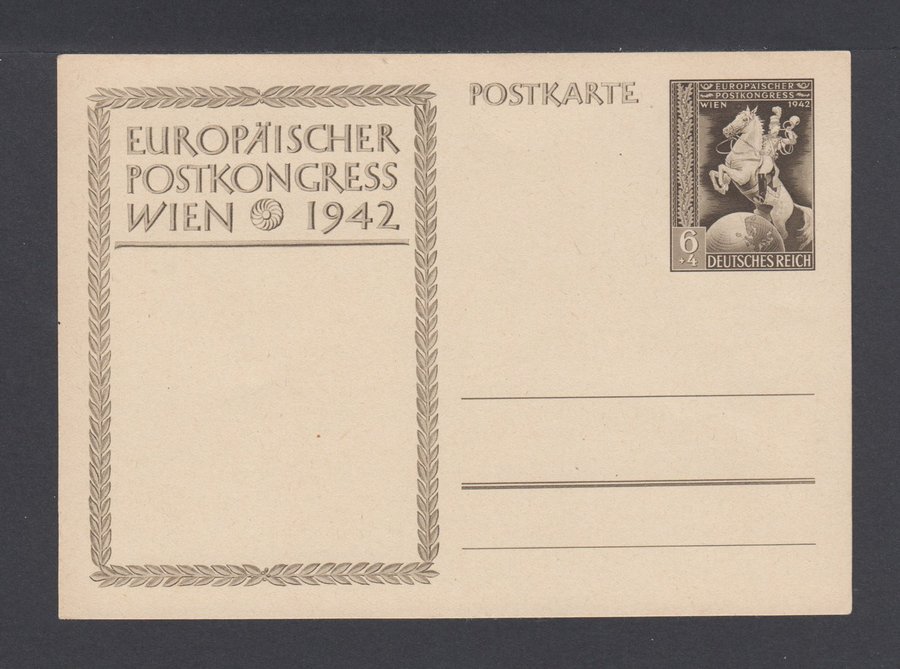 EUROPÄISCHER
POSTKONGRESS
WIEN 1942
POSTKARTE
EUROPÄISCHER
POSTKONGRESS
WIEN 1942
6
+4
DEUTSCHES REICH